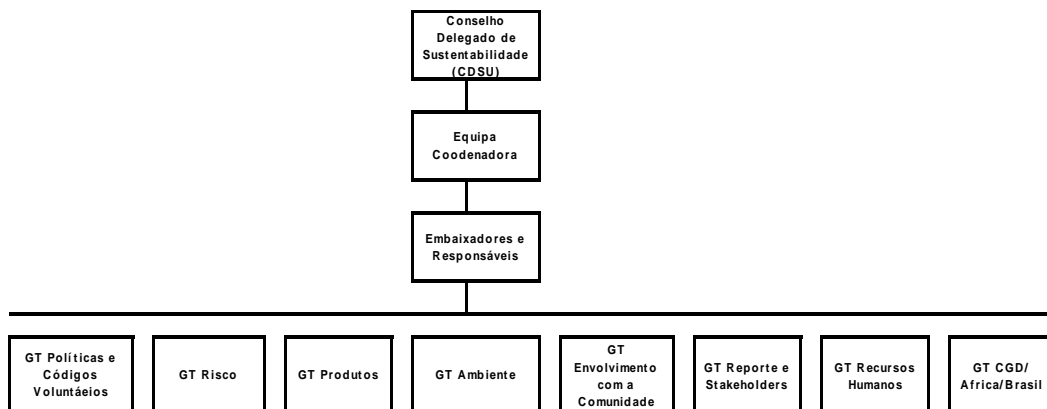 Conselho
Delegado de
Sustentabilidade
(CDSU)
Equipa
Coodenadora
Embaixadores e
Responsáveis
GT Políticas e
Códigos
Voluntáeios
GT Risco
GT Produtos
GT Ambiente
GT
Envolvimento
com a
Comunidade
GT Reporte e
Stakeholders
GT Recursos
Humanos
GT CGD/
Africa/Brasil